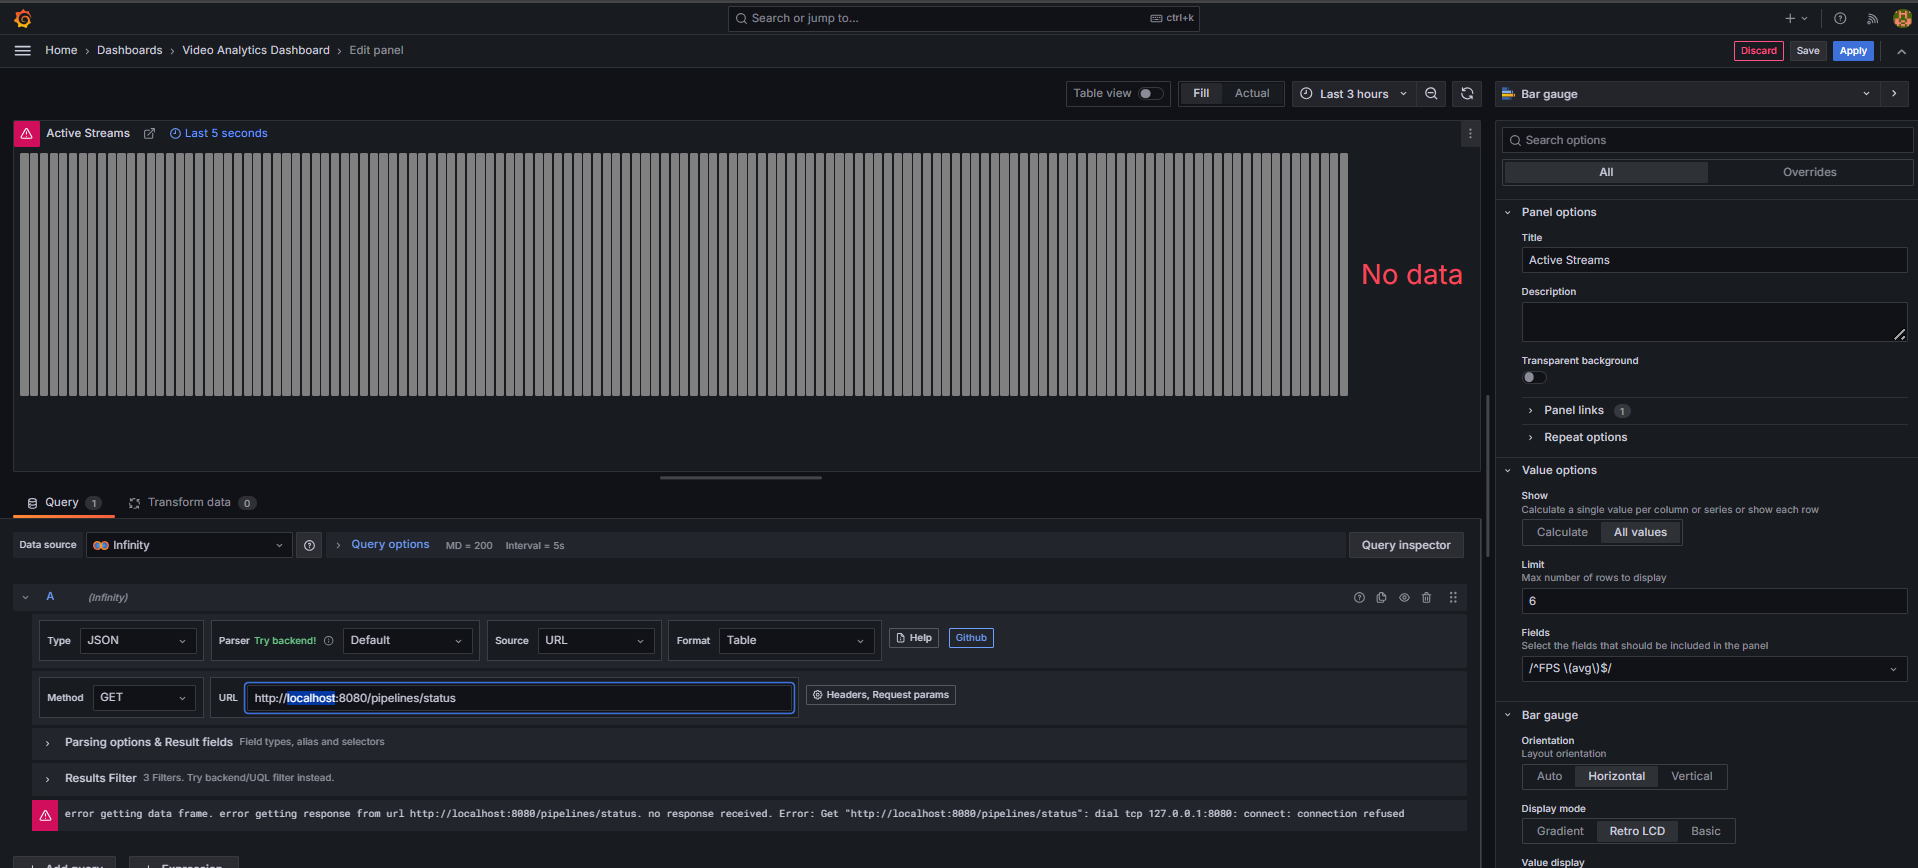 Search or jump to...
ctrl+k
Home › Dashboards › Video Analytics Dashboard › Edit panel
Discard
Save
Apply
Table view
Fill
Actual
Last 3 hours
Bar gauge
Active Streams
Last 5 seconds
No data
Search options
All
Overrides
Panel options
Title
Active Streams
Description
Transparent background
Panel links 1
Repeat options
Value options
Show
Calculate a single value per column or series or show each row
Calculate
All values
Limit
Max number of rows to display
6
Fields
Select the fields that should be included in the panel
/^FPS \(avg\)$/
Bar gauge
Orientation
Layout orientation
Auto
Horizontal
Vertical
Display mode
Gradient
Retro LCD
Basic
Value display
Query 1
Transform data 0
Data source
Infinity
Query options
MD = 200
Interval = 5s
Query inspector
A
(Infinity)
Type
JSON
Parser
Try backend!
Default
Source
URL
Format
Table
Help
Github
Method
GET
URL
http://localhost:8080/pipelines/status
Headers, Request params
Parsing options & Result fields
Field types, alias and selectors
Results Filter
3 Filters. Try backend/UQL filter instead.
error getting data frame. error getting response from url http://localhost:8080/pipelines/status. no response received. Error: Get "http://localhost:8080/pipelines/status": dial tcp 127.0.0.1:8080: connect: connection refused
Add query
Expression